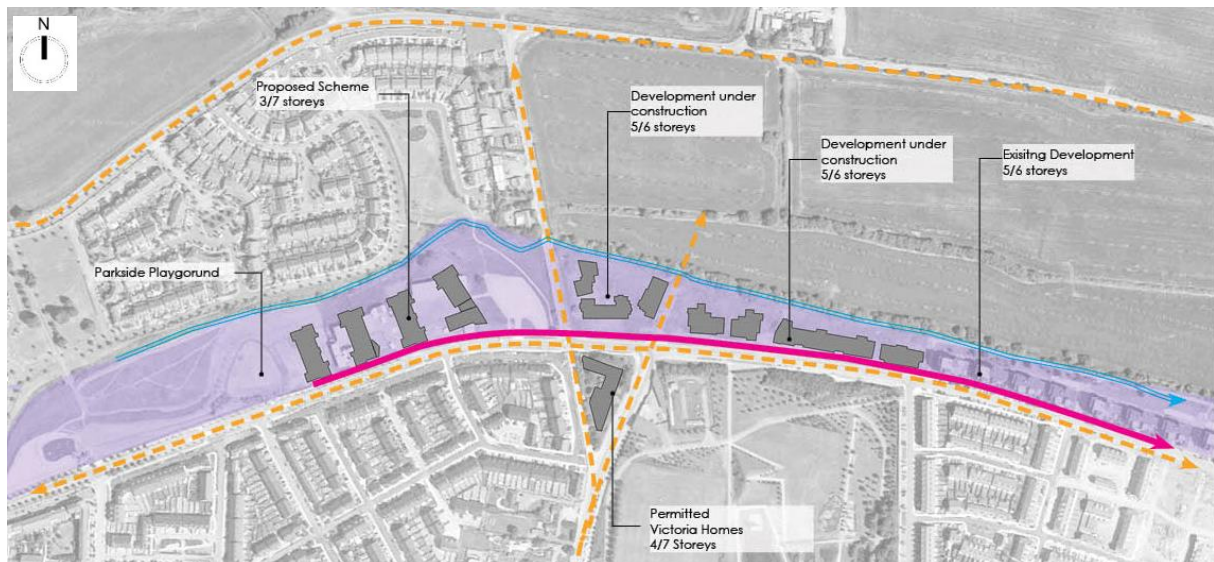 N
Proposed Scheme
3/7 storeys
Development under
construction
5/6 storeys
Development under
construction
5/6 storeys
Exisitng Development
5/6 storeys
Parkside Playgorund
Permitted
Victoria Homes
4/7 Storeys